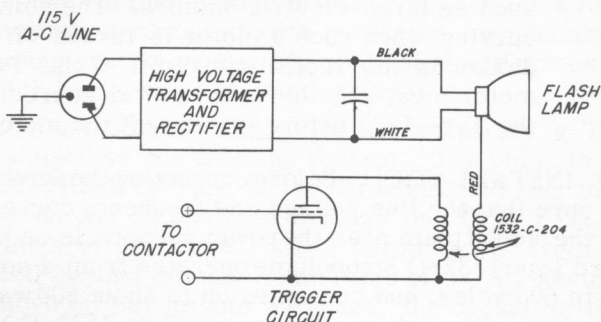 115 V
A-C LINE
HIGH VOLTAGE
TRANSFORMER
AND
RECTIFIER
BLACK
WHITE
FLASH
LAMP
RED
COIL
1532-C-204
TO
CONTACTOR
TRIGGER
CIRCUIT